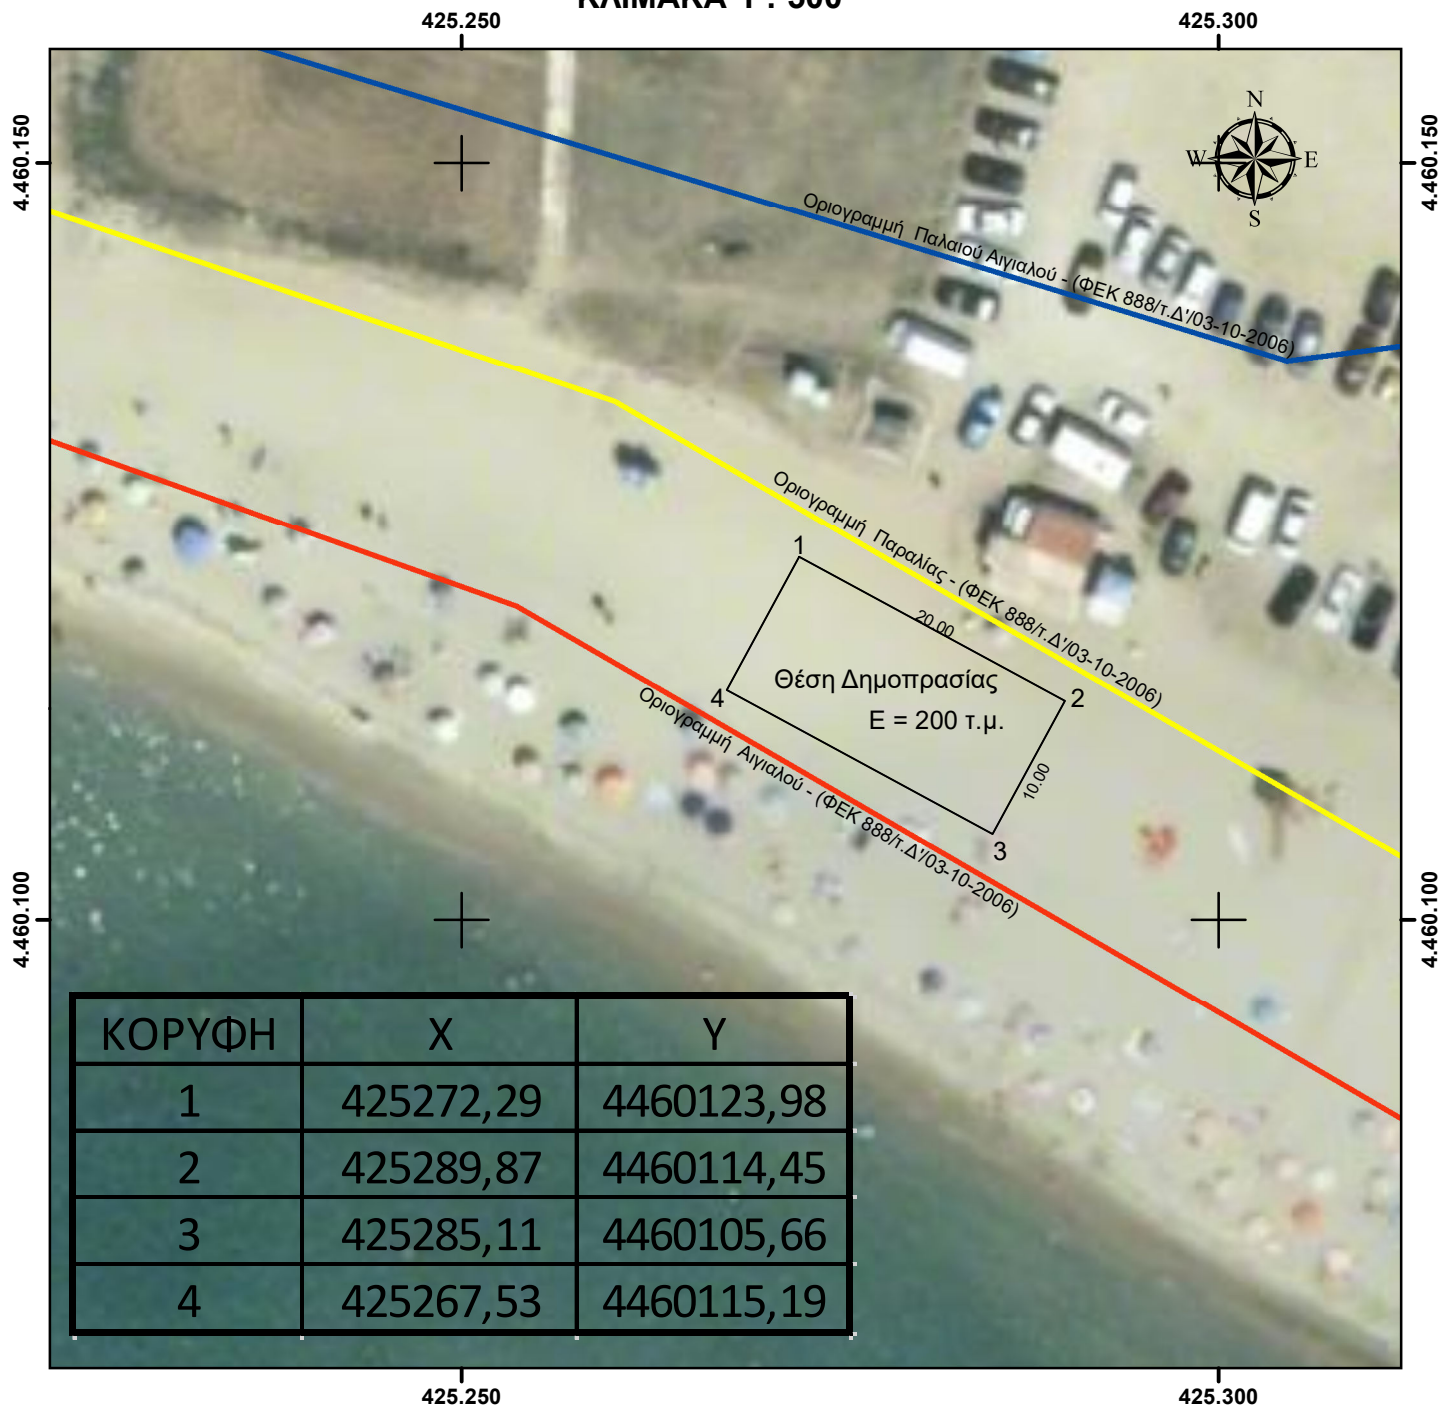 ΚΛΙΜΑΚΑ 1 : 500
425.250
425.300
4.460.150
4.460.150
N
W
E
S
Οριογραμμή Παλαιού Αιγιαλού - (ΦΕΚ 888/τ.Δ'/03-10-2006)
Οριογραμμή Παραλίας - (ΦΕΚ 888/τ.Δ'/03-10-2006)
1
20.00
Θέση Δημοπρασίας
2
4
Ε = 200 τ.μ.
10.00
3
Οριογραμμή Αιγιαλού - (ΦΕΚ 888/τ.Δ'/03-10-2006)
4.460.100
4.460.100
ΚΟΡΥΦΗ X Y
1 425272,29 4460123,98
2 425289,87 4460114,45
3 425285,11 4460105,66
4 425267,53 4460115,19
425.250
425.300